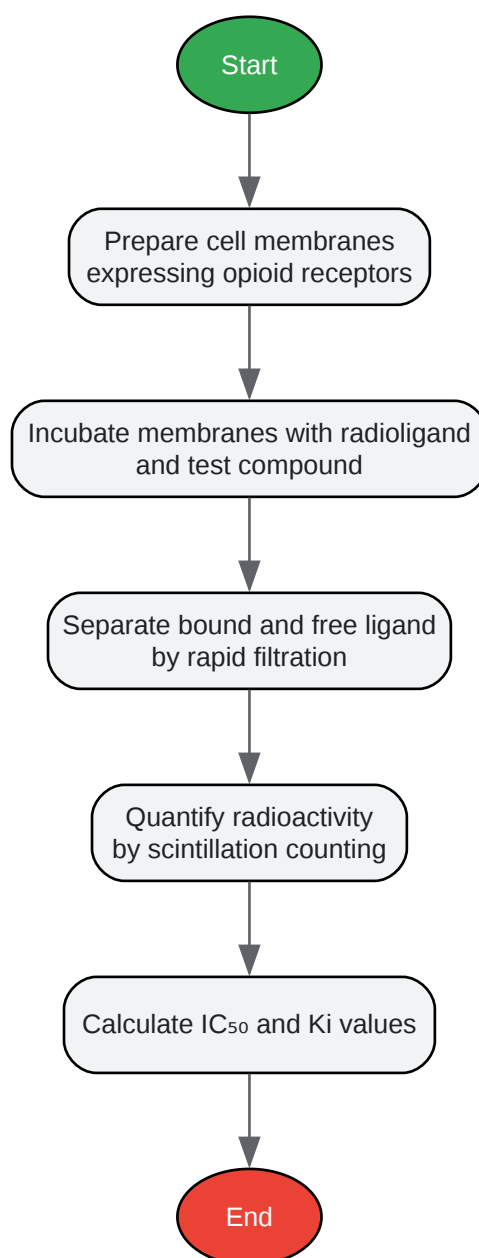 Start
Prepare cell membranes
expressing opioid receptors
Incubate membranes with radioligand
and test compound
Separate bound and free ligand
by rapid filtration
Quantify radioactivity
by scintillation counting
Calculate IC₅₀ and Ki values
End